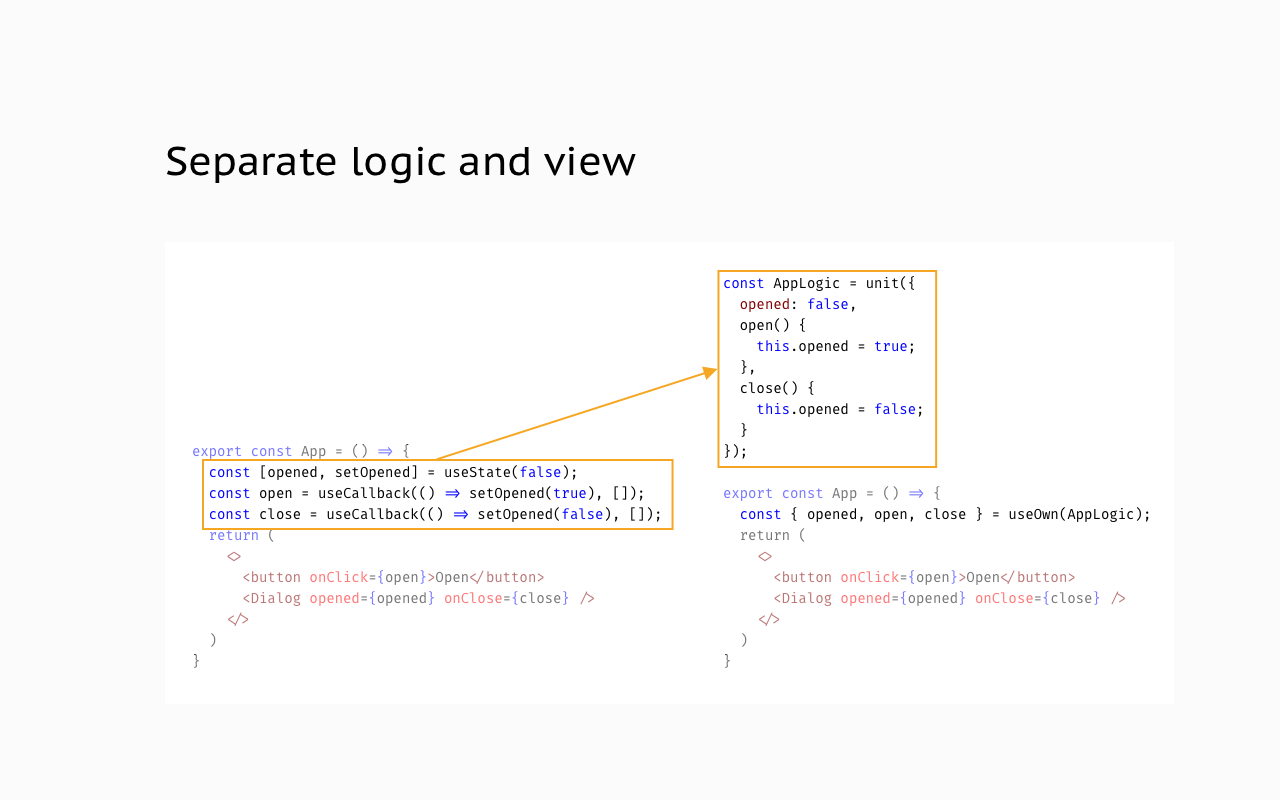 Separate logic and view
export const App = () => {
  const [opened, setOpened] = useState(false);
  const open = useCallback(() => setOpened(true), []);
  const close = useCallback(() => setOpened(false), []);
  return (
    <>
      <button onClick={open}>Open</button>
      <Dialog opened={opened} onClose={close} />
    </>
  )
}
const AppLogic = unit({
  opened: false,
  open() {
    this.opened = true;
  },
  close() {
    this.opened = false;
  }
});
export const App = () => {
  const { opened, open, close } = useOwn(AppLogic);
  return (
    <>
      <button onClick={open}>Open</button>
      <Dialog opened={opened} onClose={close} />
    </>
  )
}